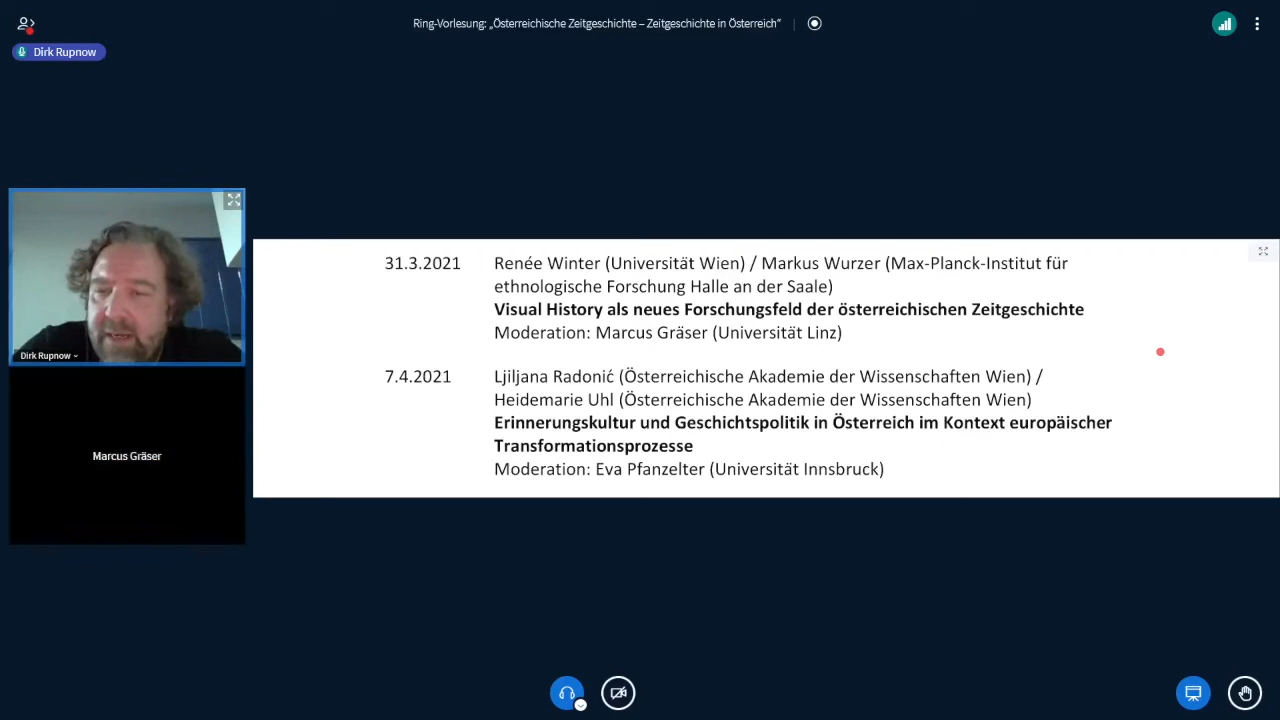 Ring-Vorlesung: „Österreichische Zeitgeschichte – Zeitgeschichte in Österreich“
Dirk Rupnow
Dirk Rupnow
Marcus Gräser
31.3.2021 Renée Winter (Universität Wien) / Markus Wurzer (Max-Planck-Institut für
ethnologische Forschung Halle an der Saale)
Visual History als neues Forschungsfeld der österreichischen Zeitgeschichte
Moderation: Marcus Gräser (Universität Linz)
7.4.2021 Ljiljana Radonić (Österreichische Akademie der Wissenschaften Wien) /
Heidemarie Uhl (Österreichische Akademie der Wissenschaften Wien)
Erinnerungskultur und Geschichtspolitik in Österreich im Kontext europäischer
Transformationsprozesse
Moderation: Eva Pfanzelter (Universität Innsbruck)